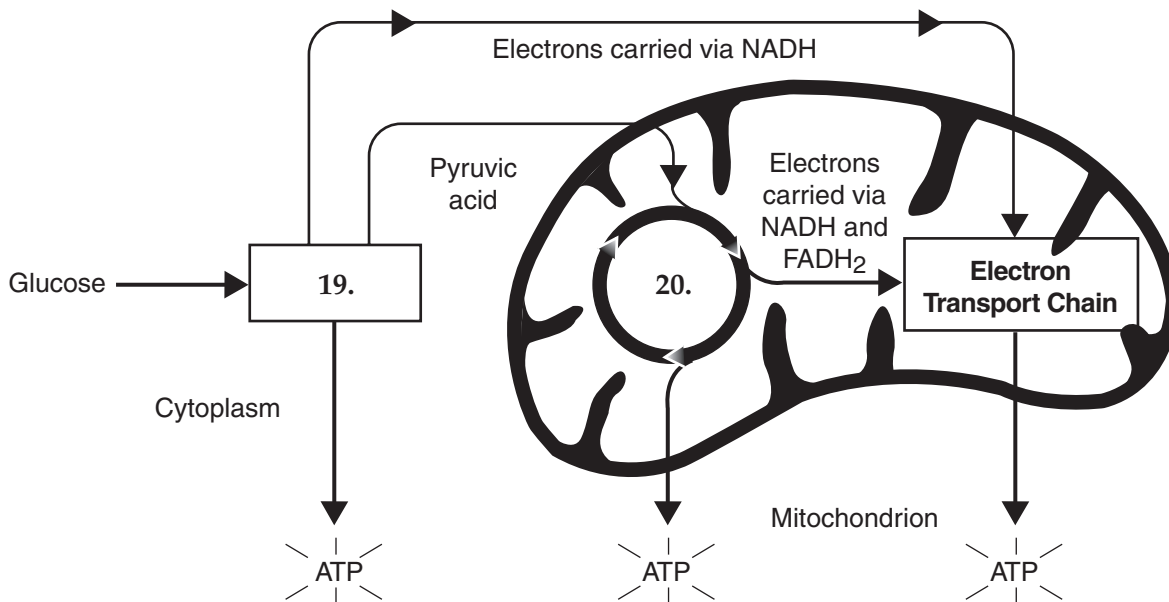 Electrons carried via NADH
Pyruvic
acid
Electrons
carried via
NADH and
FADH2
Glucose
19.
20.
Electron
Transport Chain
Cytoplasm
Mitochondrion
ATP
ATP
ATP